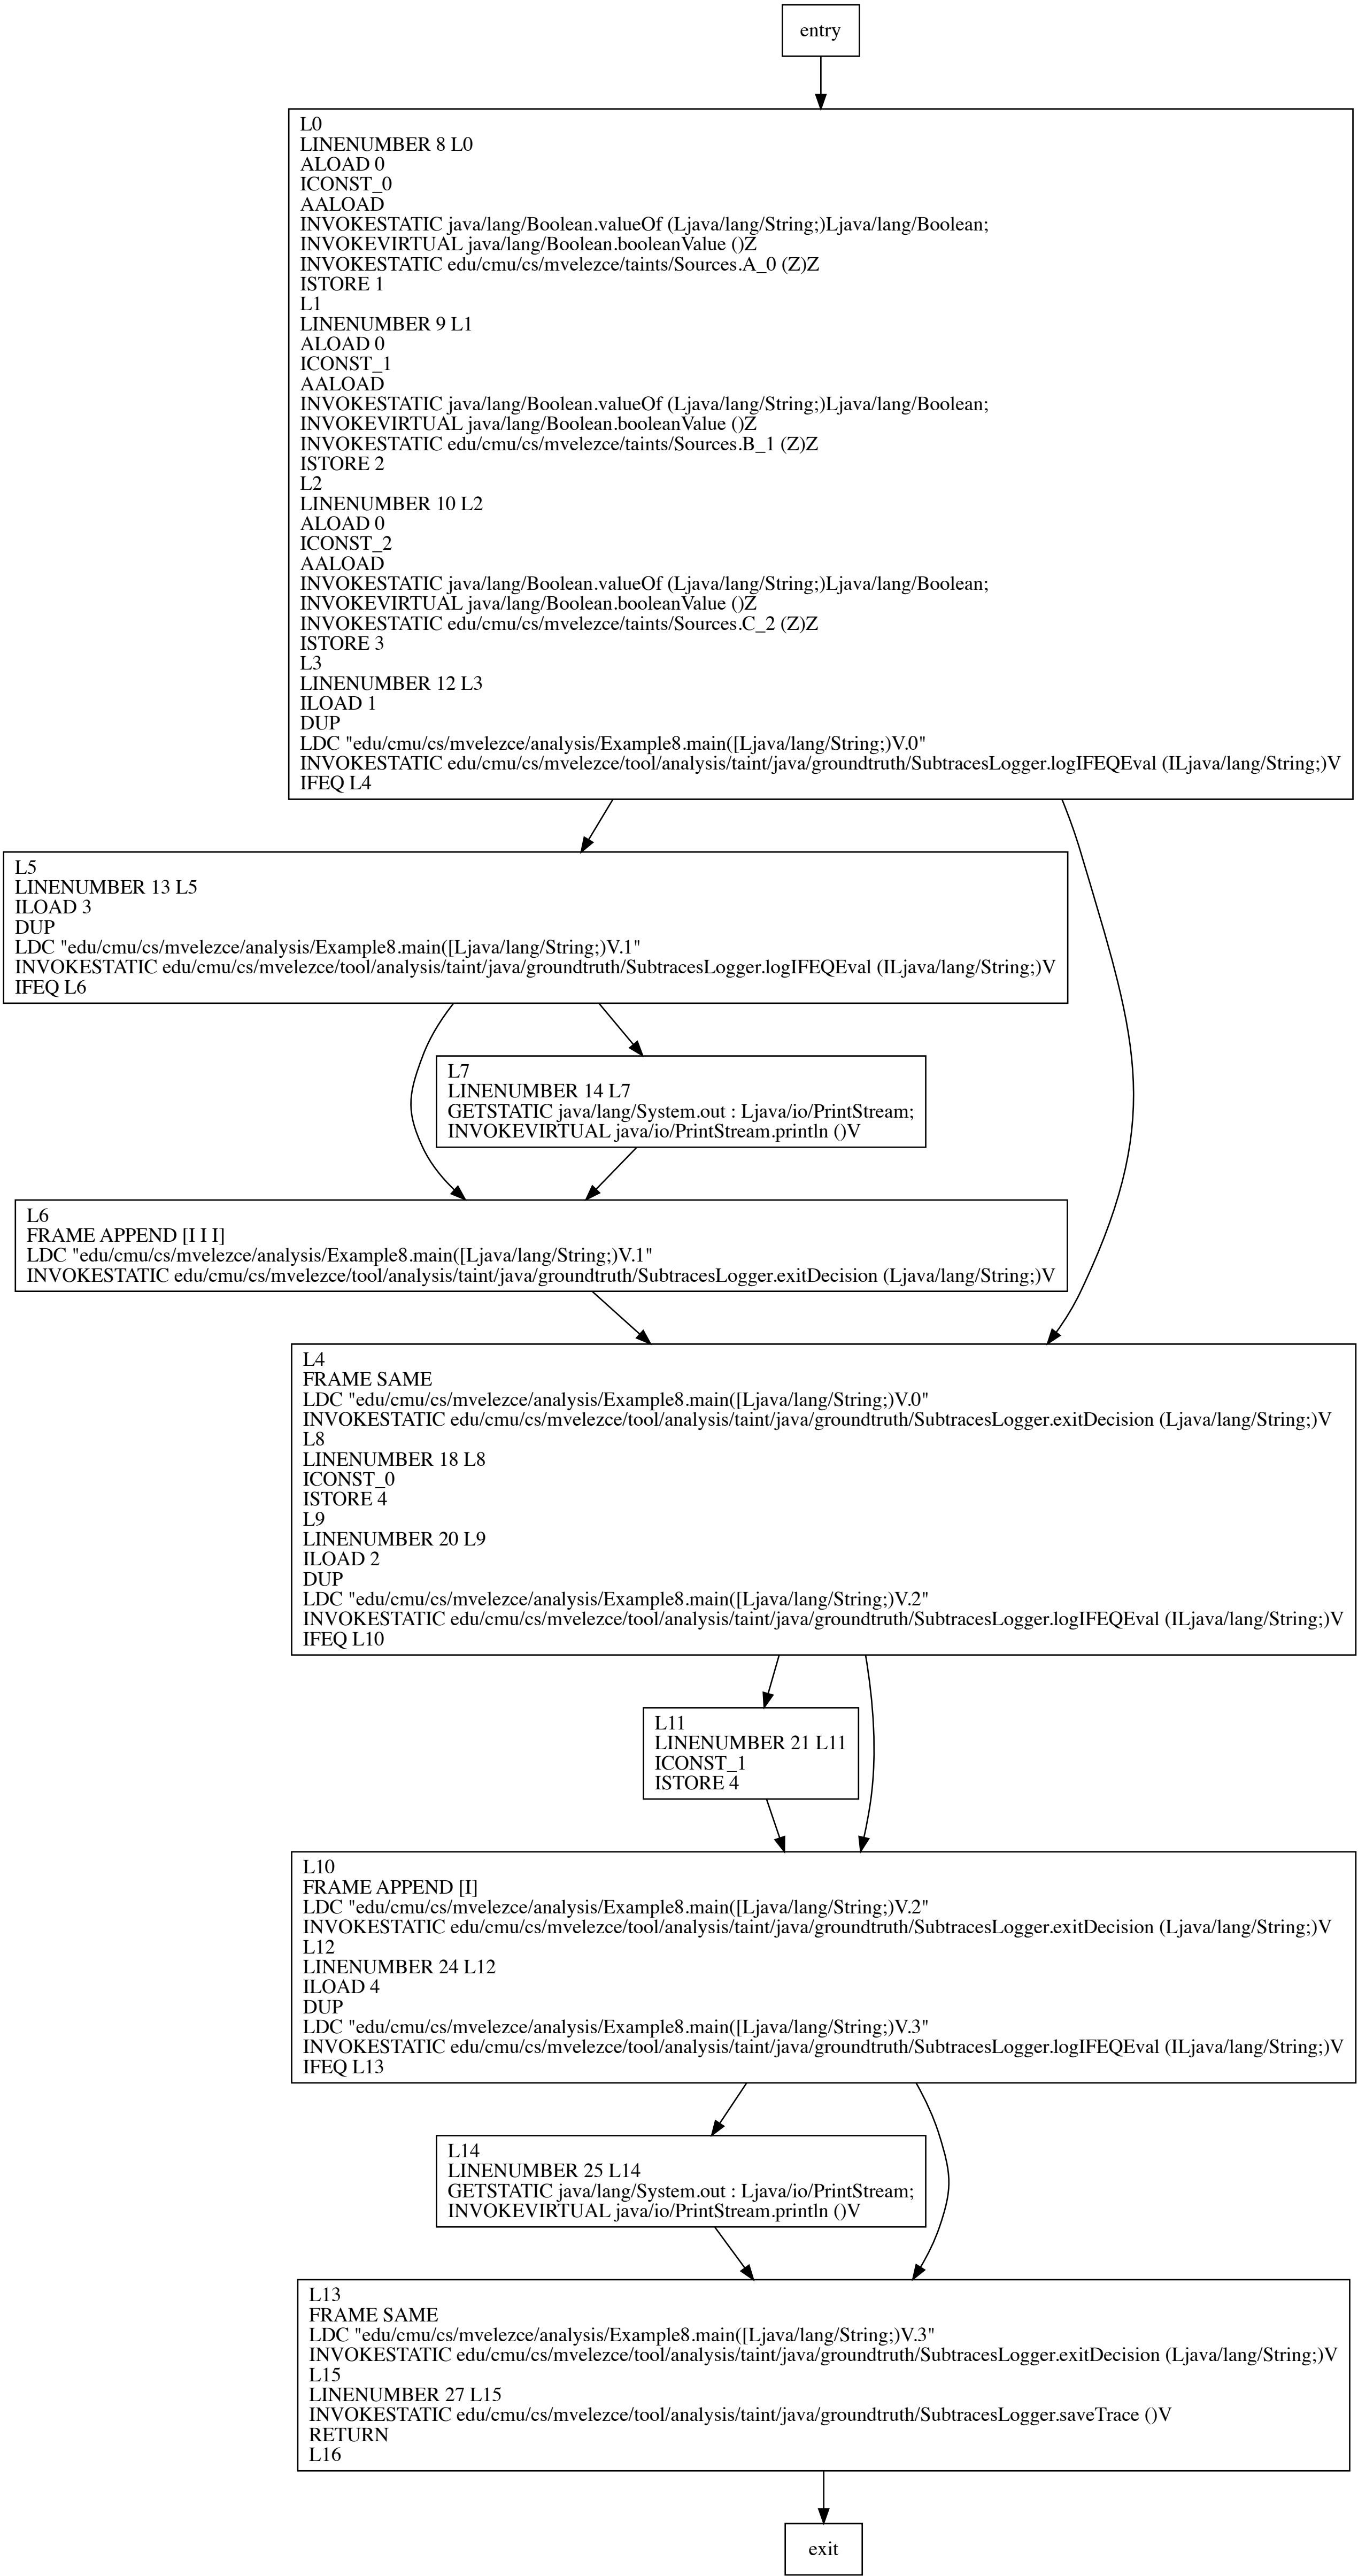 entry
L0
LINENUMBER 8 L0
ALOAD 0
ICONST_0
AALOAD
INVOKESTATIC java/lang/Boolean.valueOf (Ljava/lang/String;)Ljava/lang/Boolean;
INVOKEVIRTUAL java/lang/Boolean.booleanValue ()Z
INVOKESTATIC edu/cmu/cs/mvelezce/taints/Sources.A_0 (Z)Z
ISTORE 1
L1
LINENUMBER 9 L1
ALOAD 0
ICONST_1
AALOAD
INVOKESTATIC java/lang/Boolean.valueOf (Ljava/lang/String;)Ljava/lang/Boolean;
INVOKEVIRTUAL java/lang/Boolean.booleanValue ()Z
INVOKESTATIC edu/cmu/cs/mvelezce/taints/Sources.B_1 (Z)Z
ISTORE 2
L2
LINENUMBER 10 L2
ALOAD 0
ICONST_2
AALOAD
INVOKESTATIC java/lang/Boolean.valueOf (Ljava/lang/String;)Ljava/lang/Boolean;
INVOKEVIRTUAL java/lang/Boolean.booleanValue ()Z
INVOKESTATIC edu/cmu/cs/mvelezce/taints/Sources.C_2 (Z)Z
ISTORE 3
L3
LINENUMBER 12 L3
ILOAD 1
DUP
LDC "edu/cmu/cs/mvelezce/analysis/Example8.main([Ljava/lang/String;)V.0"
INVOKESTATIC edu/cmu/cs/mvelezce/tool/analysis/taint/java/groundtruth/SubtracesLogger.logIFEQEval (ILjava/lang/String;)V
IFEQ L4
L5
LINENUMBER 13 L5
ILOAD 3
DUP
LDC "edu/cmu/cs/mvelezce/analysis/Example8.main([Ljava/lang/String;)V.1"
INVOKESTATIC edu/cmu/cs/mvelezce/tool/analysis/taint/java/groundtruth/SubtracesLogger.logIFEQEval (ILjava/lang/String;)V
IFEQ L6
L7
LINENUMBER 14 L7
GETSTATIC java/lang/System.out : Ljava/io/PrintStream;
INVOKEVIRTUAL java/io/PrintStream.println ()V
L6
FRAME APPEND [I I I]
LDC "edu/cmu/cs/mvelezce/analysis/Example8.main([Ljava/lang/String;)V.1"
INVOKESTATIC edu/cmu/cs/mvelezce/tool/analysis/taint/java/groundtruth/SubtracesLogger.exitDecision (Ljava/lang/String;)V
L4
FRAME SAME
LDC "edu/cmu/cs/mvelezce/analysis/Example8.main([Ljava/lang/String;)V.0"
INVOKESTATIC edu/cmu/cs/mvelezce/tool/analysis/taint/java/groundtruth/SubtracesLogger.exitDecision (Ljava/lang/String;)V
L8
LINENUMBER 18 L8
ICONST_0
ISTORE 4
L9
LINENUMBER 20 L9
ILOAD 2
DUP
LDC "edu/cmu/cs/mvelezce/analysis/Example8.main([Ljava/lang/String;)V.2"
INVOKESTATIC edu/cmu/cs/mvelezce/tool/analysis/taint/java/groundtruth/SubtracesLogger.logIFEQEval (ILjava/lang/String;)V
IFEQ L10
L11
LINENUMBER 21 L11
ICONST_1
ISTORE 4
L10
FRAME APPEND [I]
LDC "edu/cmu/cs/mvelezce/analysis/Example8.main([Ljava/lang/String;)V.2"
INVOKESTATIC edu/cmu/cs/mvelezce/tool/analysis/taint/java/groundtruth/SubtracesLogger.exitDecision (Ljava/lang/String;)V
L12
LINENUMBER 24 L12
ILOAD 4
DUP
LDC "edu/cmu/cs/mvelezce/analysis/Example8.main([Ljava/lang/String;)V.3"
INVOKESTATIC edu/cmu/cs/mvelezce/tool/analysis/taint/java/groundtruth/SubtracesLogger.logIFEQEval (ILjava/lang/String;)V
IFEQ L13
L14
LINENUMBER 25 L14
GETSTATIC java/lang/System.out : Ljava/io/PrintStream;
INVOKEVIRTUAL java/io/PrintStream.println ()V
L13
FRAME SAME
LDC "edu/cmu/cs/mvelezce/analysis/Example8.main([Ljava/lang/String;)V.3"
INVOKESTATIC edu/cmu/cs/mvelezce/tool/analysis/taint/java/groundtruth/SubtracesLogger.exitDecision (Ljava/lang/String;)V
L15
LINENUMBER 27 L15
INVOKESTATIC edu/cmu/cs/mvelezce/tool/analysis/taint/java/groundtruth/SubtracesLogger.saveTrace ()V
RETURN
L16
exit